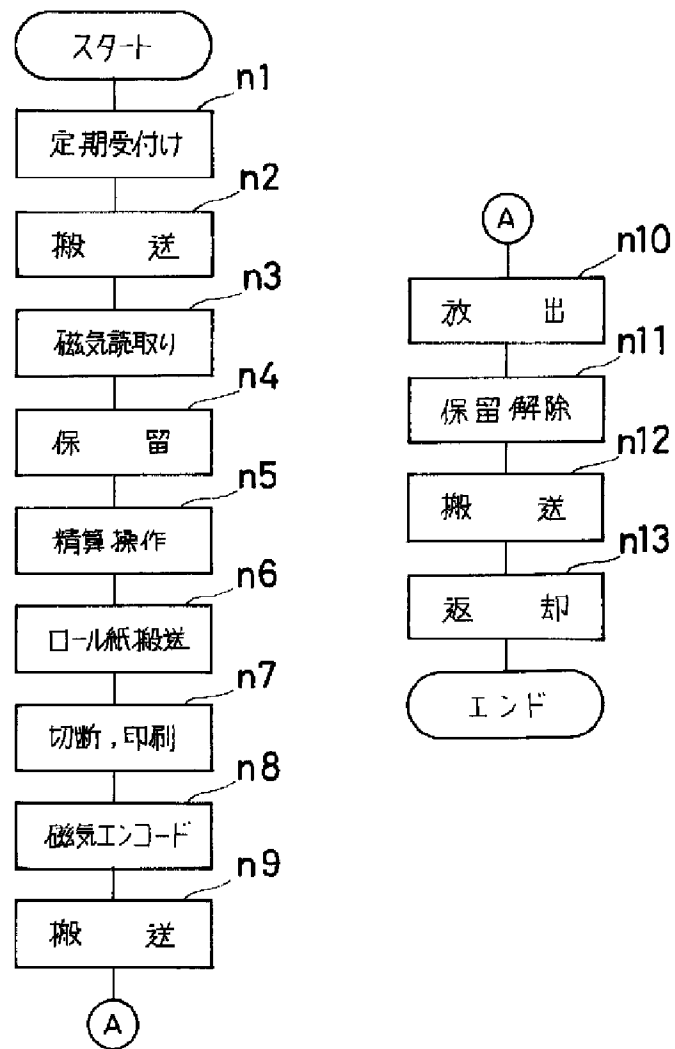 スタート
n1
定期受付け
n2
搬 送
n3
磁気読取り
n4
保 留
n5
精算操作
n6
ロール紙搬送
n7
切断,印刷
n8
磁気エンコード
n9
搬 送
A
A
n10
放 出
n11
保留解除
n12
搬 送
n13
返 却
エンド